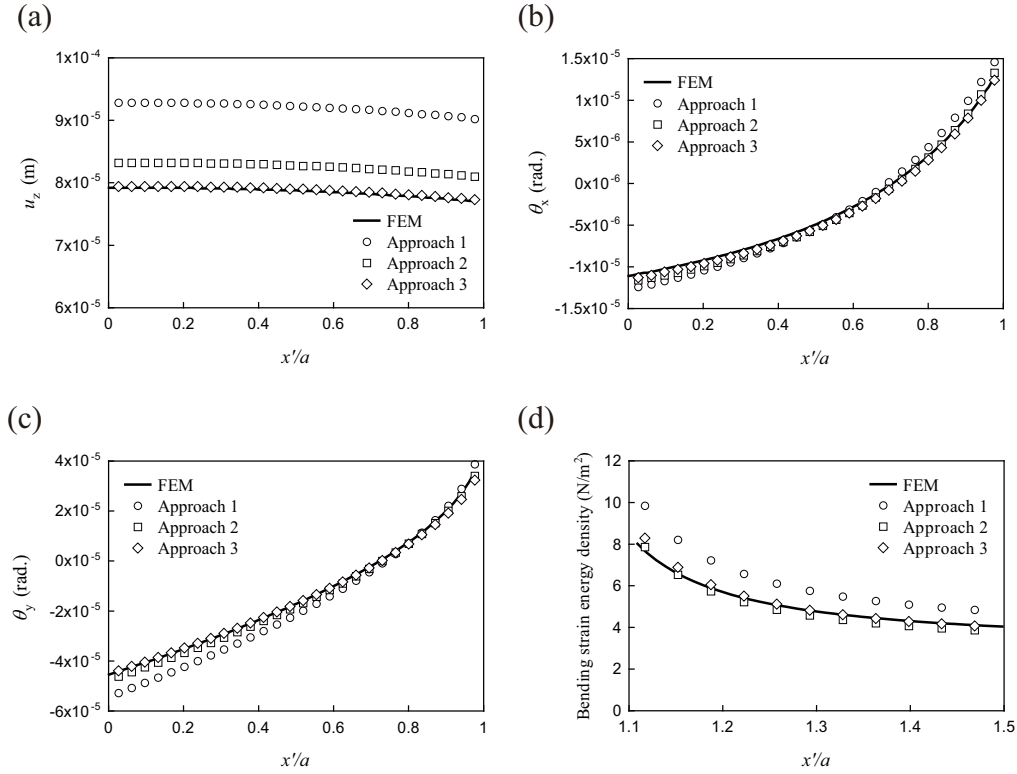 (a)
1x10⁻⁴
9x10⁻⁵
8x10⁻⁵
7x10⁻⁵
6x10⁻⁵
u_z (m)
FEM
Approach 1
Approach 2
Approach 3
0 0.2 0.4 0.6 0.8 1
x'/a
(b)
1.5x10⁻⁵
1x10⁻⁵
5x10⁻⁶
0x10⁻⁶
-5x10⁻⁶
-1x10⁻⁵
-1.5x10⁻⁵
θ_x (rad.)
FEM
Approach 1
Approach 2
Approach 3
0 0.2 0.4 0.6 0.8 1
x'/a
(c)
4x10⁻⁵
2x10⁻⁵
0x10⁻⁵
-2x10⁻⁵
-4x10⁻⁵
-6x10⁻⁵
θ_y (rad.)
FEM
Approach 1
Approach 2
Approach 3
0 0.2 0.4 0.6 0.8 1
x'/a
(d)
12
10
8
6
4
2
0
Bending strain energy density (N/m²)
FEM
Approach 1
Approach 2
Approach 3
1.1 1.2 1.3 1.4 1.5
x'/a